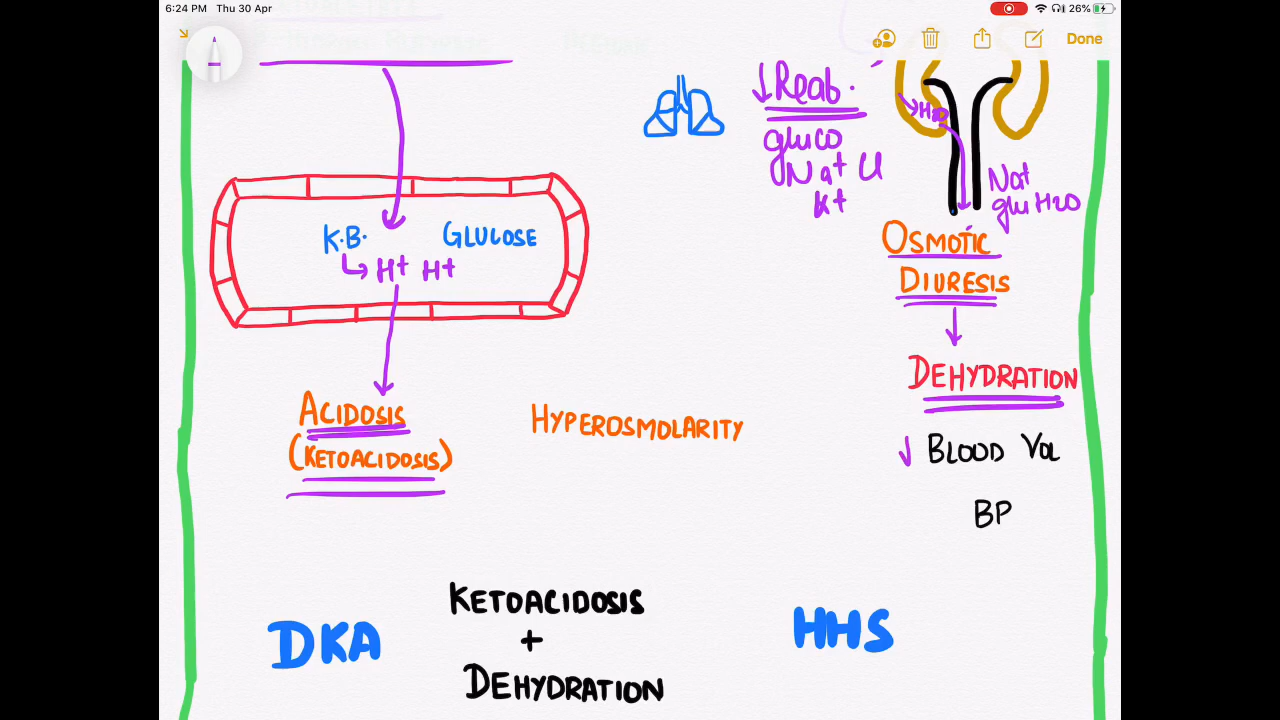 6:24 PM Thu 30 Apr
26%
Done
↓ Reab.
gluco
Na+ Cl
K+
H2O
Na+
glu H2O
K.B. GLUCOSE
H+ H+
OSMOTIC
DIURESIS
DEHYDRATION
↓ BLOOD VOL
BP
ACIDOSIS
(KETOACIDOSIS)
HYPEROSMOLARITY
DKA
KETOACIDOSIS
+
DEHYDRATION
HHS